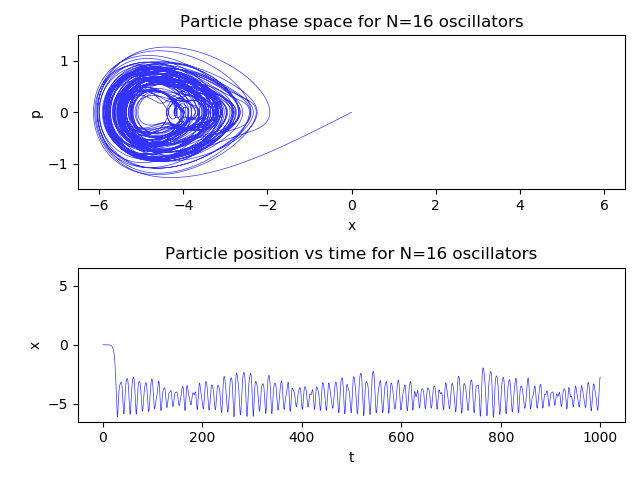 Particle phase space for N=16 oscillators
1
0
−1
p
−6 −4 −2 0 2 4 6
x
Particle position vs time for N=16 oscillators
5
0
−5
x
0 200 400 600 800 1000
t